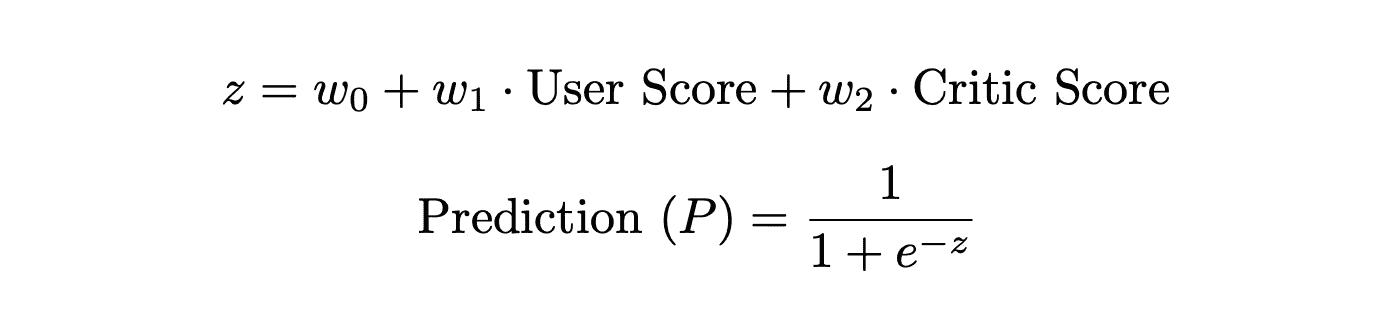 z = w₀ + w₁ · User Score + w₂ · Critic Score
Prediction (P) = 1 / (1 + e⁻ᶻ)